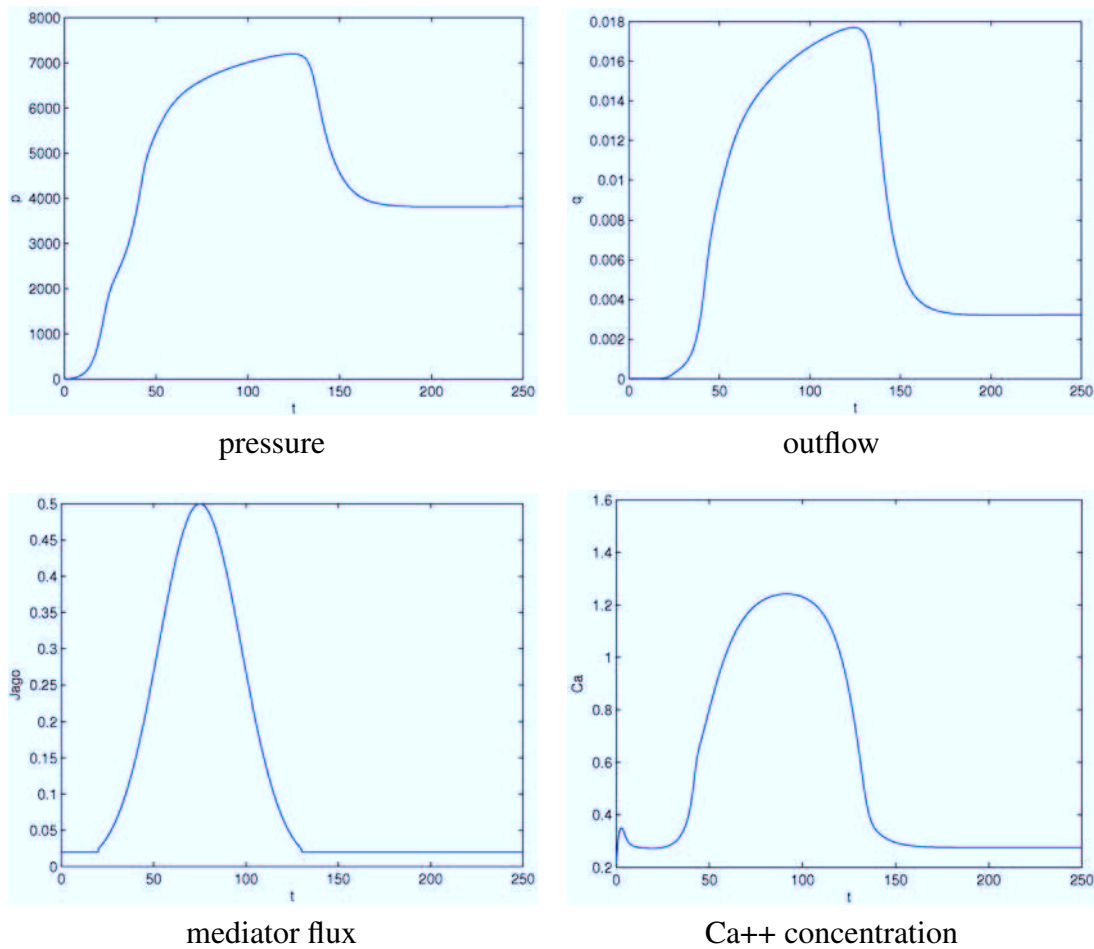 8000
7000
6000
5000
4000
3000
2000
1000
0
p
0 50 100 150 200 250
t
pressure
0.018
0.016
0.014
0.012
0.01
0.008
0.006
0.004
0.002
0
q
0 50 100 150 200 250
t
outflow
0.5
0.45
0.4
0.35
0.3
0.25
0.2
0.15
0.1
0.05
0
Jago
0 50 100 150 200 250
t
mediator flux
1.6
1.4
1.2
1
0.8
0.6
0.4
0.2
Ca
0 50 100 150 200 250
t
Ca++ concentration